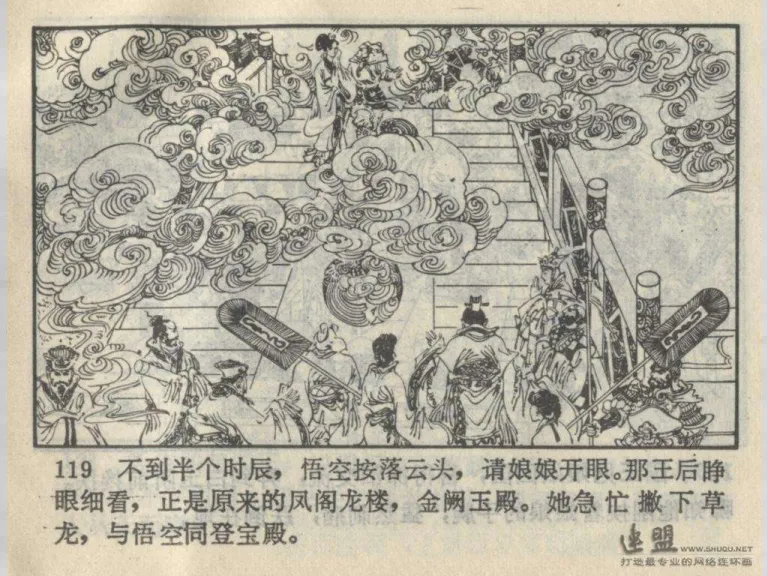 119 不到半个时辰，悟空按落云头，请娘娘开眼。那王后睁
眼细看，正是原来的凤阁龙楼，金阙玉殿。她急忙撇下草
龙，与悟空同登宝殿。
连盟 WWW.SHUQU.NET
打造最专业的网络连环画